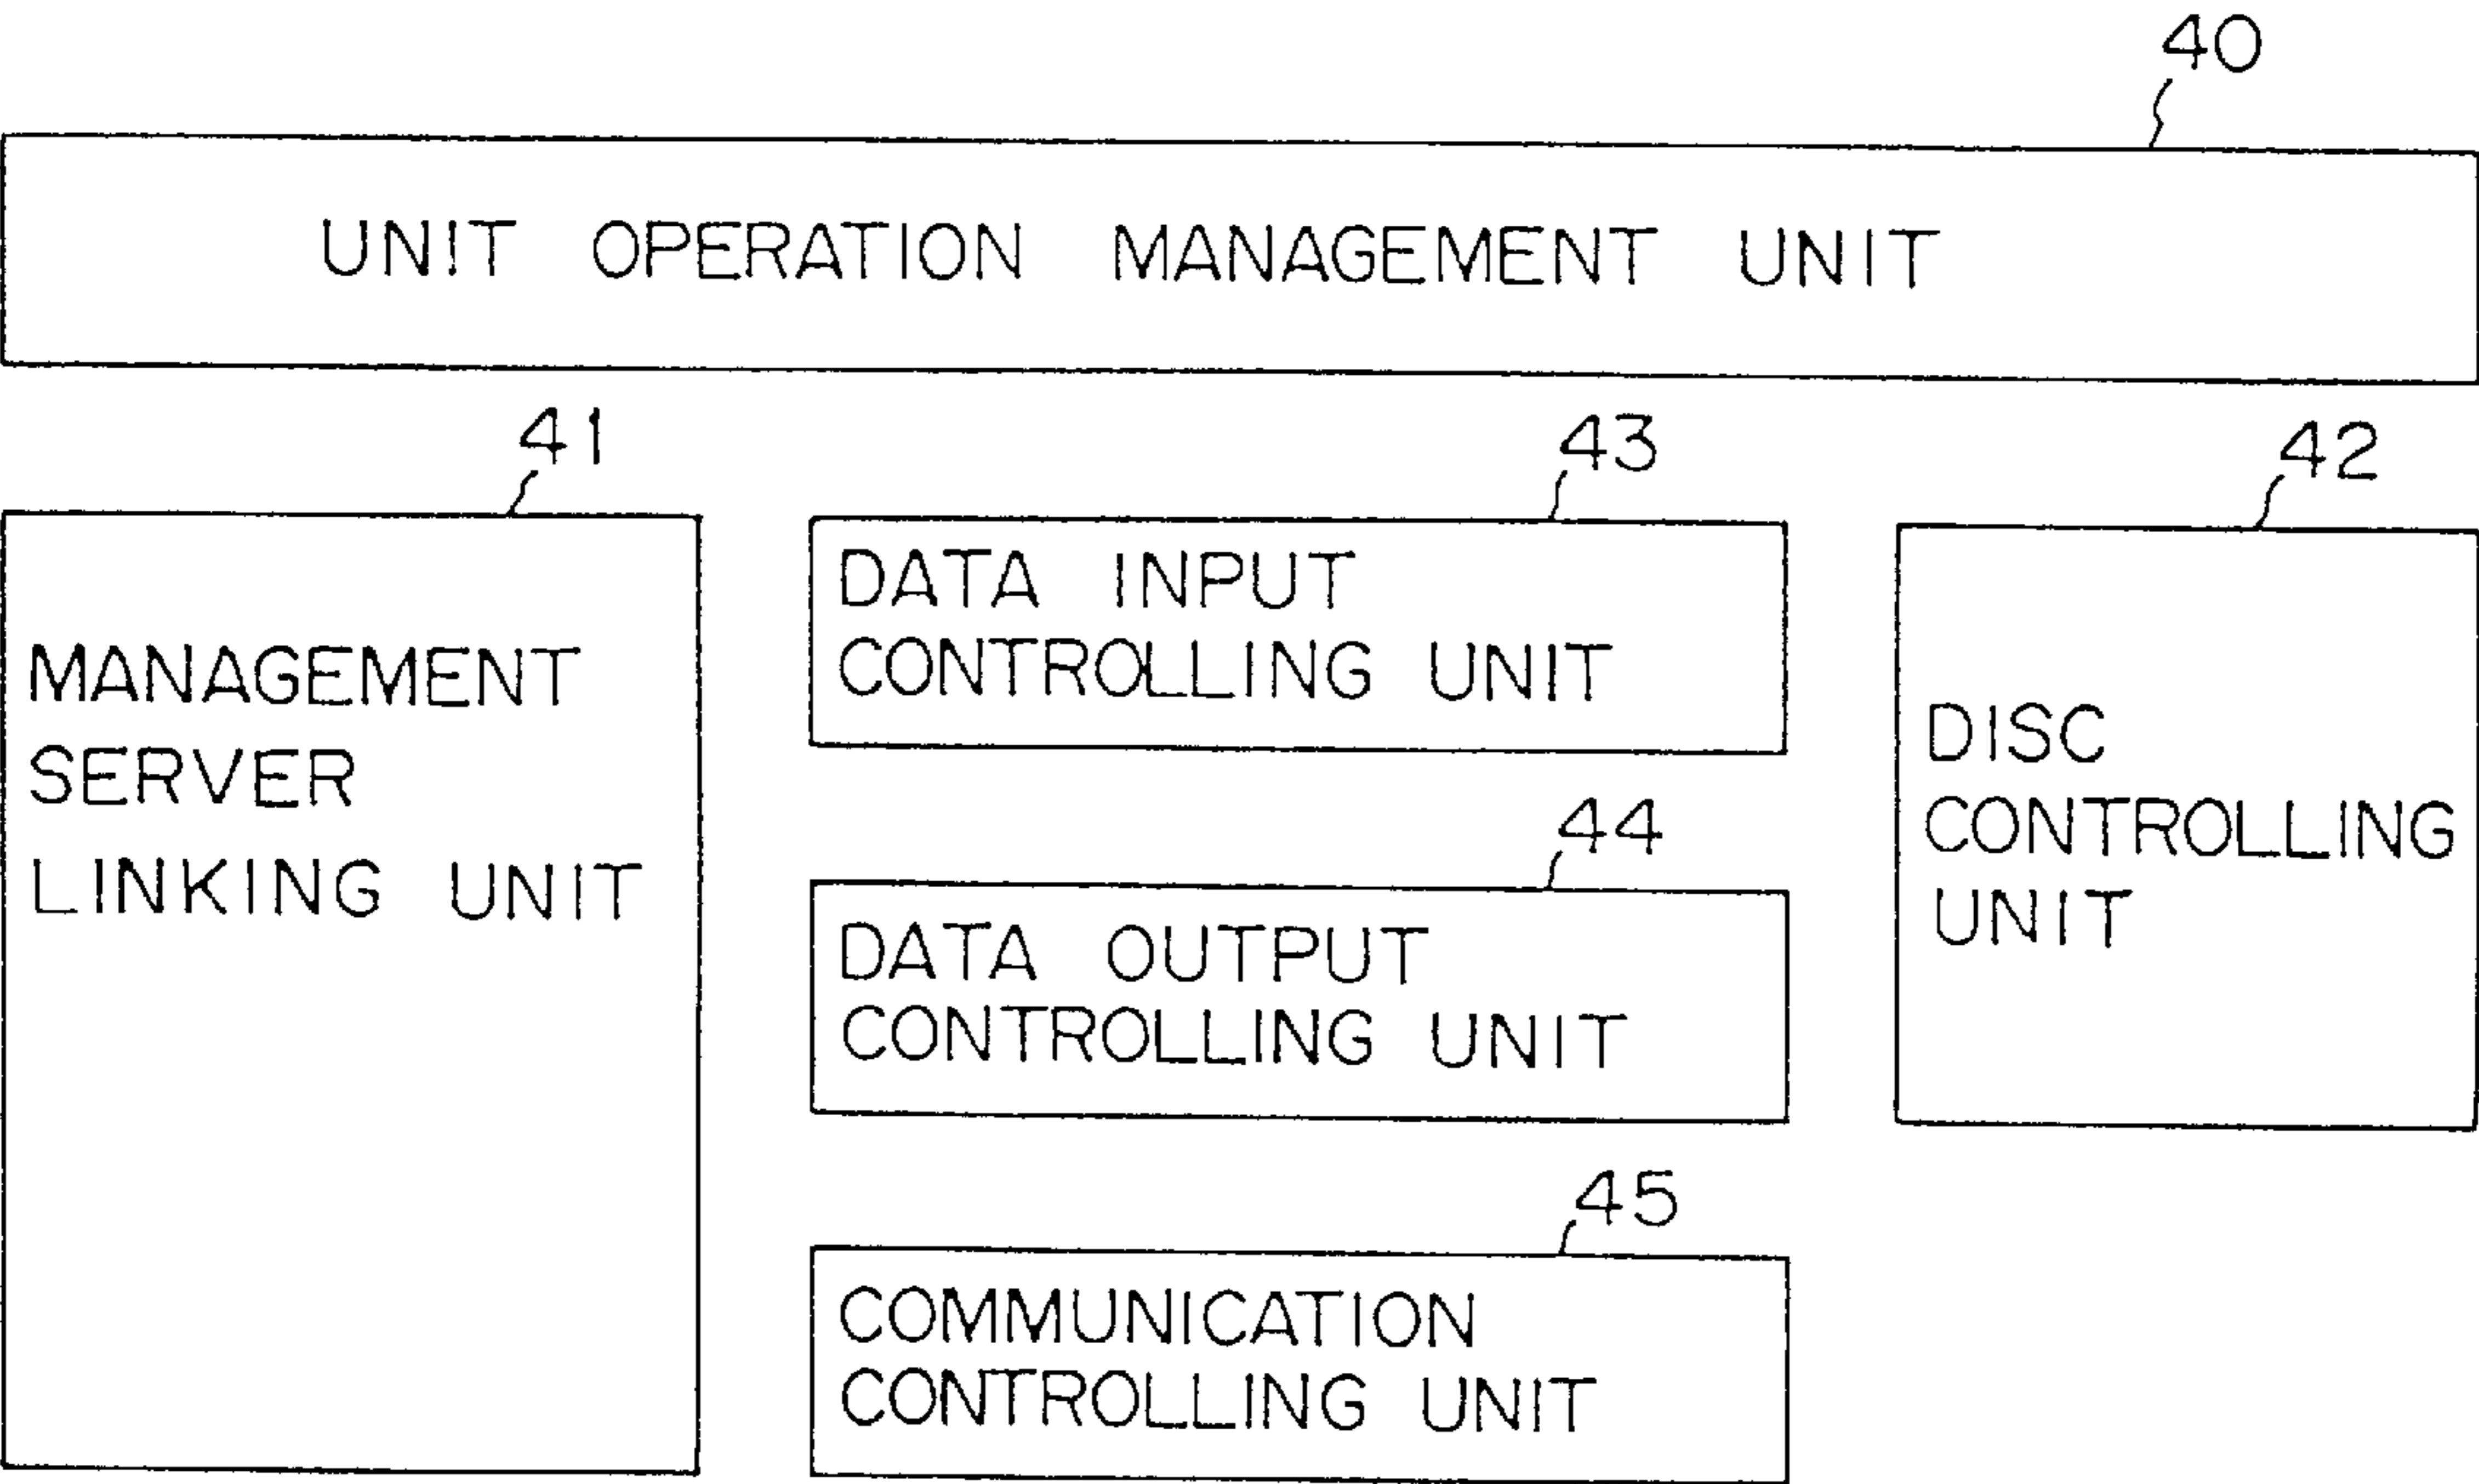 40
UNIT OPERATION MANAGEMENT UNIT
41
MANAGEMENT
SERVER
LINKING UNIT
43
DATA INPUT
CONTROLLING UNIT
44
DATA OUTPUT
CONTROLLING UNIT
45
COMMUNICATION
CONTROLLING UNIT
42
DISC
CONTROLLING
UNIT